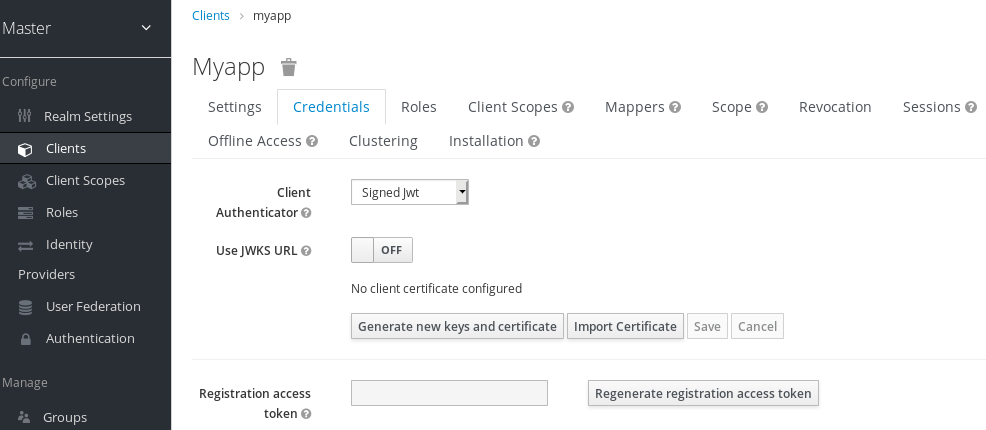 Master
Configure
Realm Settings
Clients
Client Scopes
Roles
Identity
Providers
User Federation
Authentication
Manage
Groups
Clients › myapp
Myapp
Settings Credentials Roles Client Scopes ? Mappers ? Scope ? Revocation Sessions ?
Offline Access ? Clustering Installation ?
Client
Authenticator ?
Signed Jwt
Use JWKS URL ?
OFF
No client certificate configured
Generate new keys and certificate Import Certificate Save Cancel
Registration access
token ?
Regenerate registration access token